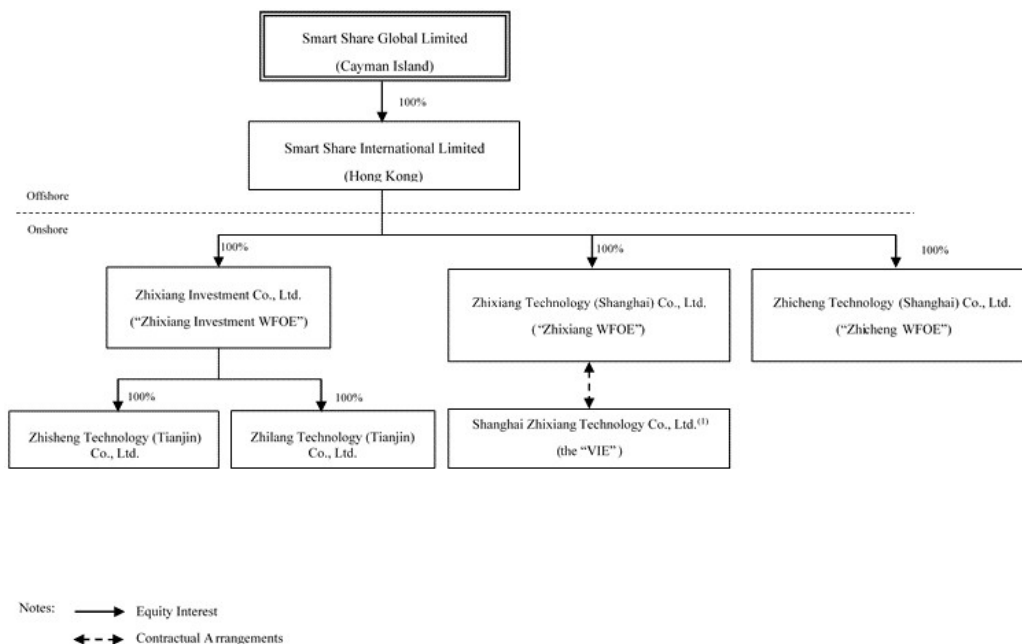 Smart Share Global Limited
(Cayman Island)
100%
Smart Share International Limited
(Hong Kong)
Offshore
Onshore
100%
100%
100%
Zhixiang Investment Co., Ltd.
(“Zhixiang Investment WFOE”)
Zhixiang Technology (Shanghai) Co., Ltd.
(“Zhixiang WFOE”)
Zhicheng Technology (Shanghai) Co., Ltd.
(“Zhicheng WFOE”)
100%
100%
Zhisheng Technology (Tianjin)
Co., Ltd.
Zhilang Technology (Tianjin)
Co., Ltd.
Shanghai Zhixiang Technology Co., Ltd.(1)
(the “VIE”)
Notes:
Equity Interest
Contractual Arrangements